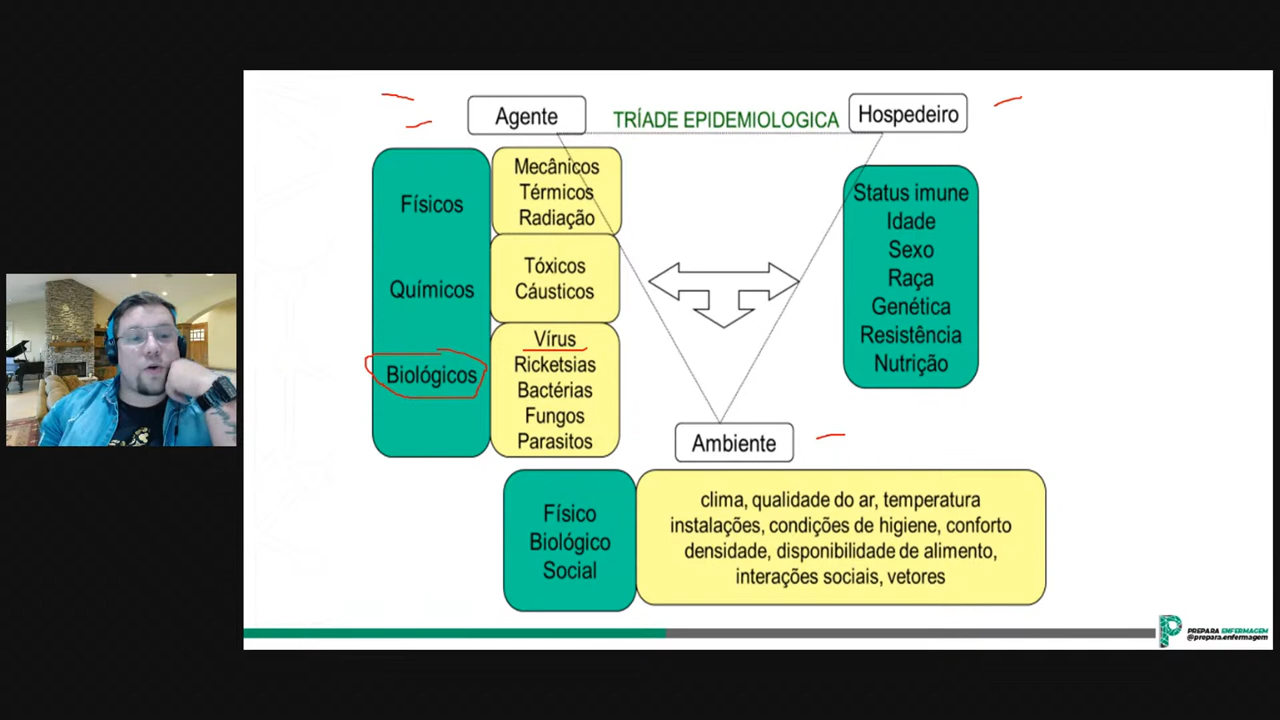 Agente
TRÍADE EPIDEMIOLOGICA
Hospedeiro
Físicos
Mecânicos
Térmicos
Radiação
Químicos
Tóxicos
Cáusticos
Biológicos
Vírus
Ricketsias
Bactérias
Fungos
Parasitos
Status imune
Idade
Sexo
Raça
Genética
Resistência
Nutrição
Ambiente
Físico
Biológico
Social
clima, qualidade do ar, temperatura
instalações, condições de higiene, conforto
densidade, disponibilidade de alimento,
interações sociais, vetores
PREPARA ENFERMAGEM
@prepara.enfermagem